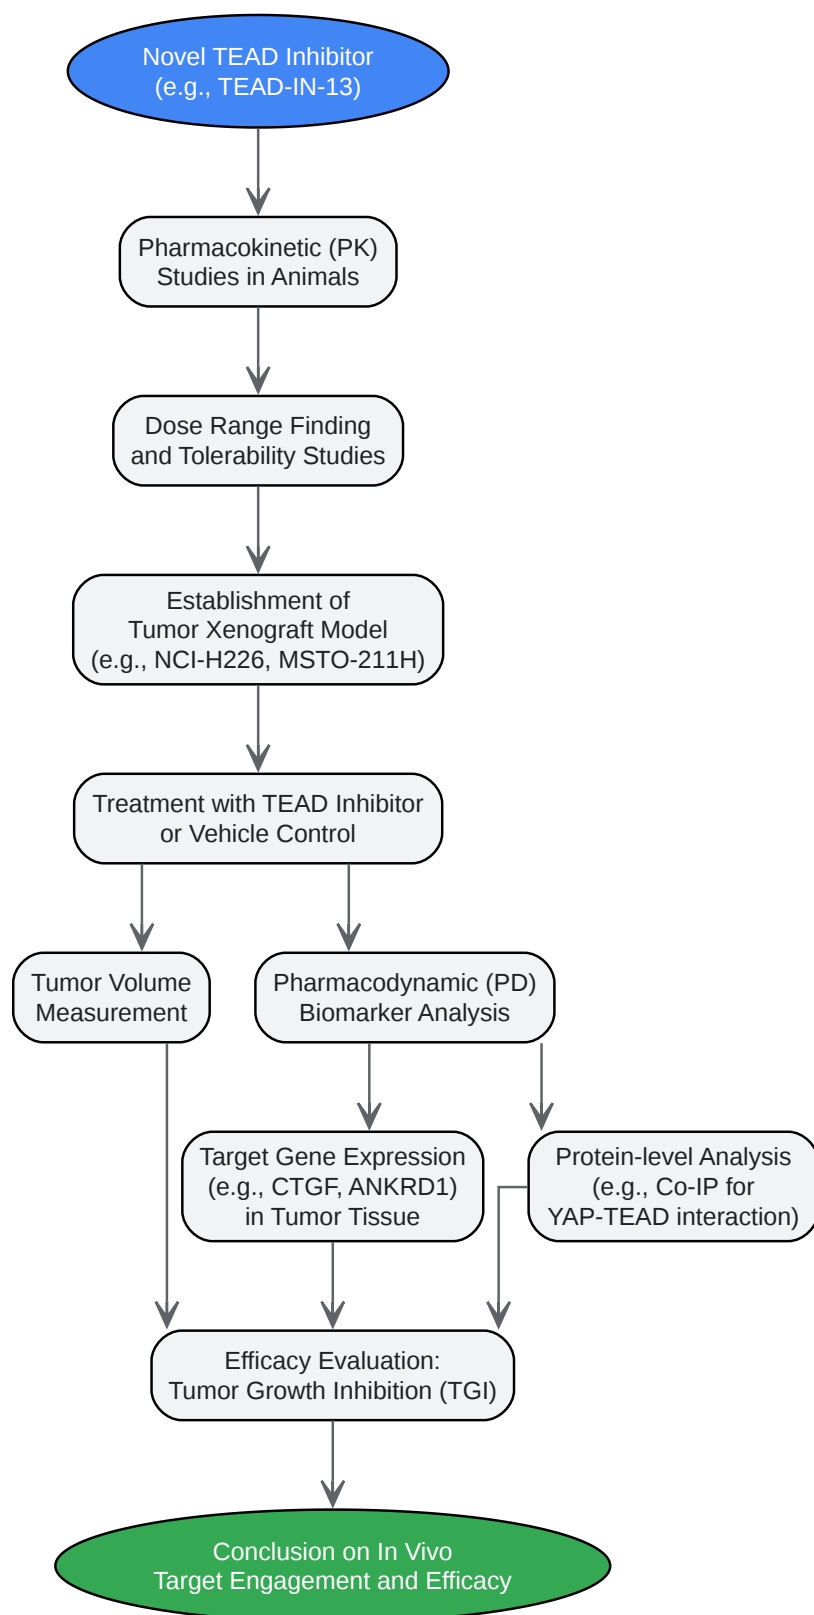 Novel TEAD Inhibitor
(e.g., TEAD-IN-13)
Pharmacokinetic (PK)
Studies in Animals
Dose Range Finding
and Tolerability Studies
Establishment of
Tumor Xenograft Model
(e.g., NCI-H226, MSTO-211H)
Treatment with TEAD Inhibitor
or Vehicle Control
Tumor Volume
Measurement
Pharmacodynamic (PD)
Biomarker Analysis
Target Gene Expression
(e.g., CTGF, ANKRD1)
in Tumor Tissue
Protein-level Analysis
(e.g., Co-IP for
YAP-TEAD interaction)
Efficacy Evaluation:
Tumor Growth Inhibition (TGI)
Conclusion on In Vivo
Target Engagement and Efficacy